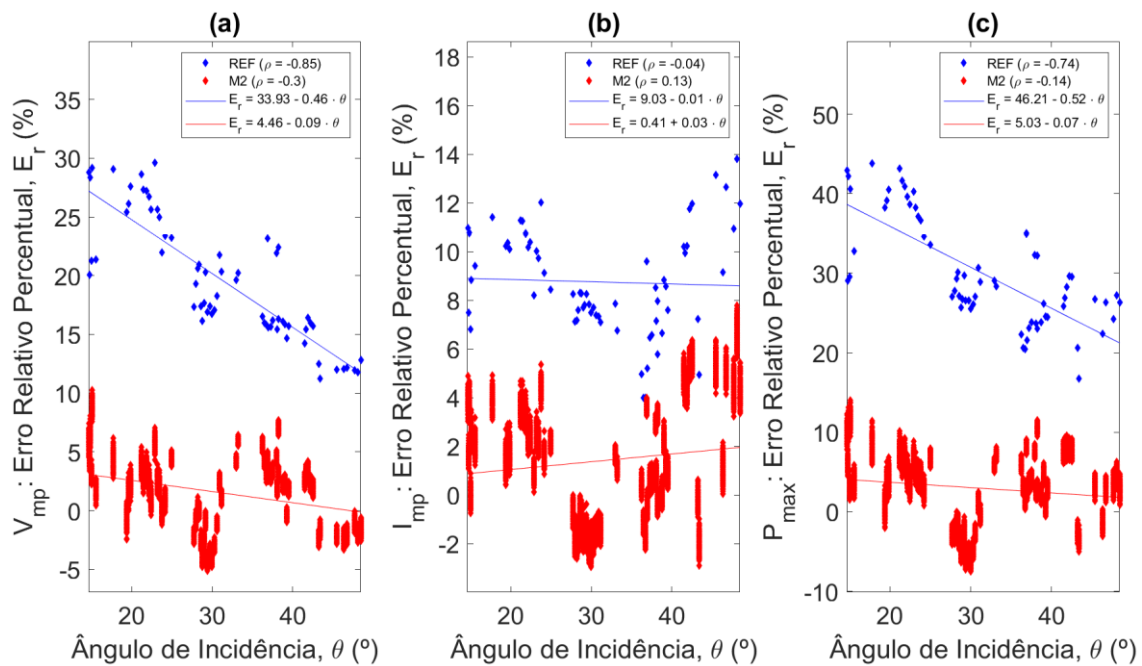 (a)
V_mp: Erro Relativo Percentual, E_r (%)
35
30
25
20
15
10
5
0
-5
REF (ρ = -0.85)
M2 (ρ = -0.3)
E_r = 33.93 - 0.46 · θ
E_r = 4.46 - 0.09 · θ
20 30 40
Ângulo de Incidência, θ (º)
(b)
I_mp: Erro Relativo Percentual, E_r (%)
18
16
14
12
10
8
6
4
2
0
-2
REF (ρ = -0.04)
M2 (ρ = 0.13)
E_r = 9.03 - 0.01 · θ
E_r = 0.41 + 0.03 · θ
20 30 40
Ângulo de Incidência, θ (º)
(c)
P_max: Erro Relativo Percentual, E_r (%)
50
40
30
20
10
0
-10
REF (ρ = -0.74)
M2 (ρ = -0.14)
E_r = 46.21 - 0.52 · θ
E_r = 5.03 - 0.07 · θ
20 30 40
Ângulo de Incidência, θ (º)